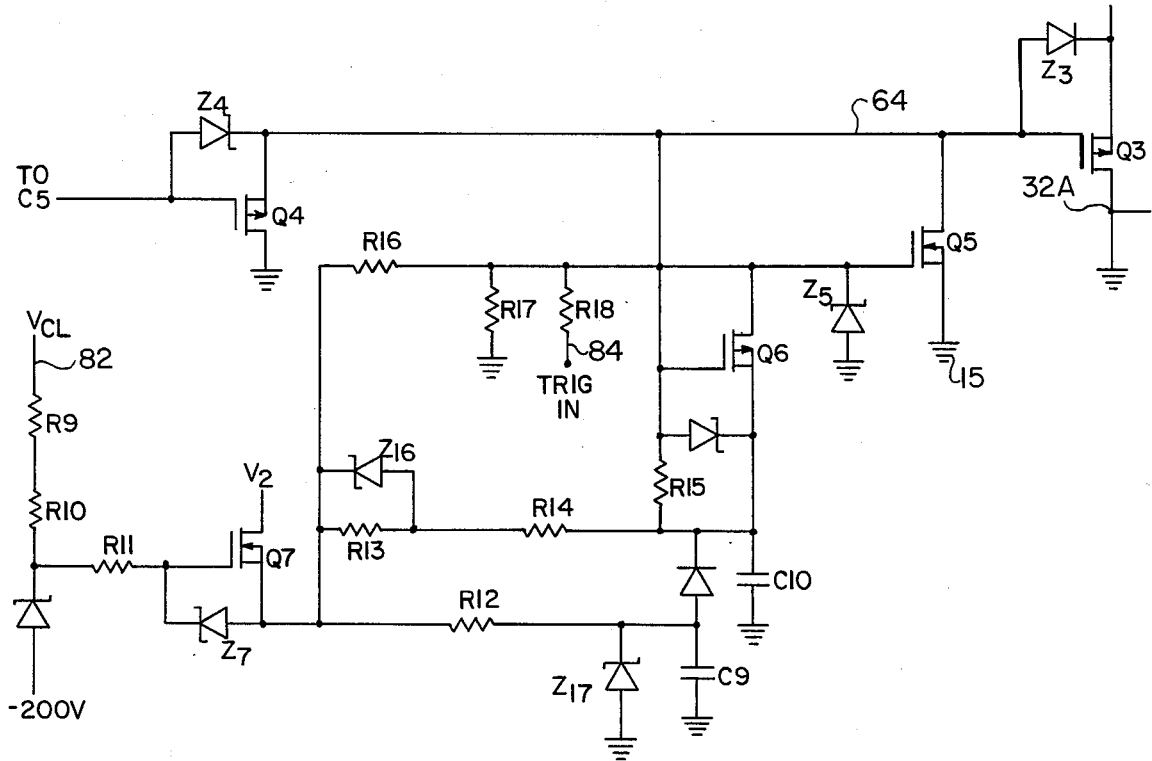 Z4
64
Z3
Q3
TO
C5
32A
Q4
Q5
R16
Z5
VCL
82
R17
R18
84
Q6
15
TRIG
IN
R9
Z16
V2
R15
R10
R14
R11
R13
Q7
C10
R12
Z7
C9
Z17
-200V